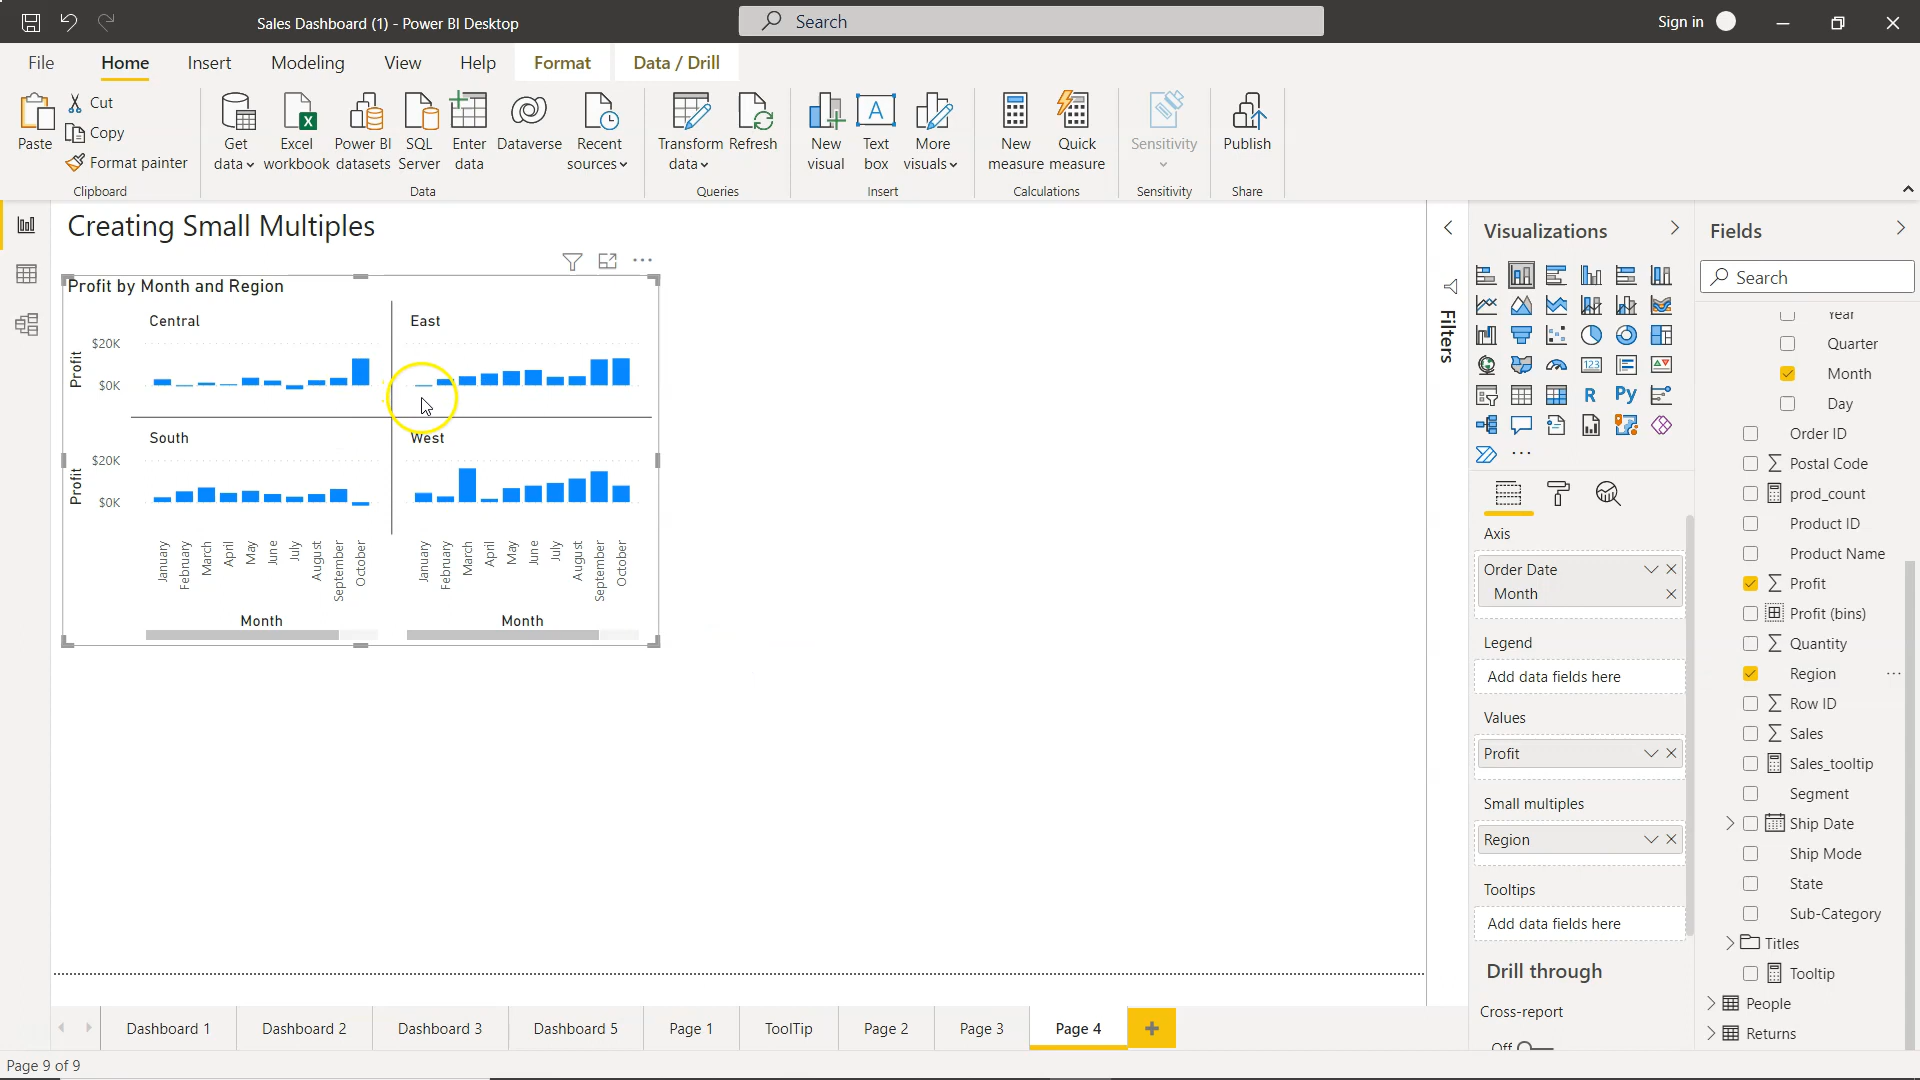 Sales Dashboard (1) - Power BI Desktop
Search
Sign in
File
Home
Insert
Modeling
View
Help
Format
Data / Drill
Paste
Cut
Copy
Format painter
Get data
Excel workbook
Power BI datasets
SQL Server
Enter data
Dataverse
Recent sources
Transform data
Refresh
New visual
A
Text box
More visuals
New measure
Quick measure
Sensitivity
Publish
Clipboard
Data
Queries
Insert
Calculations
Sensitivity
Share
Creating Small Multiples
Profit by Month and Region
Central
East
Profit
$20K
$0K
South
West
Profit
$20K
$0K
January
February
March
April
May
June
July
August
September
October
January
February
March
April
May
June
July
August
September
October
Month
Month
Filters
Visualizations
123
R
Py
Axis
Order Date
Month
Legend
Add data fields here
Values
Profit
Small multiples
Region
Tooltips
Add data fields here
Drill through
Cross-report
Off
Fields
Search
Year
Quarter
Month
Day
Order ID
Postal Code
prod_count
Product ID
Product Name
Profit
Profit (bins)
Quantity
Region
Row ID
Sales
Sales_tooltip
Segment
Ship Date
Ship Mode
State
Sub-Category
Titles
Tooltip
People
Returns
Dashboard 1
Dashboard 2
Dashboard 3
Dashboard 5
Page 1
ToolTip
Page 2
Page 3
Page 4
Page 9 of 9